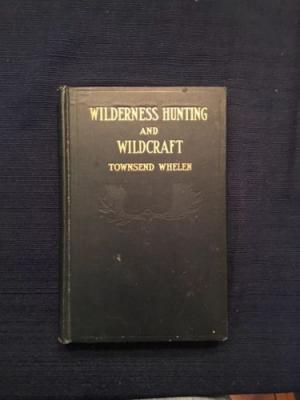 WILDERNESS HUNTING
AND
WILDCRAFT
TOWNSEND WHELEN